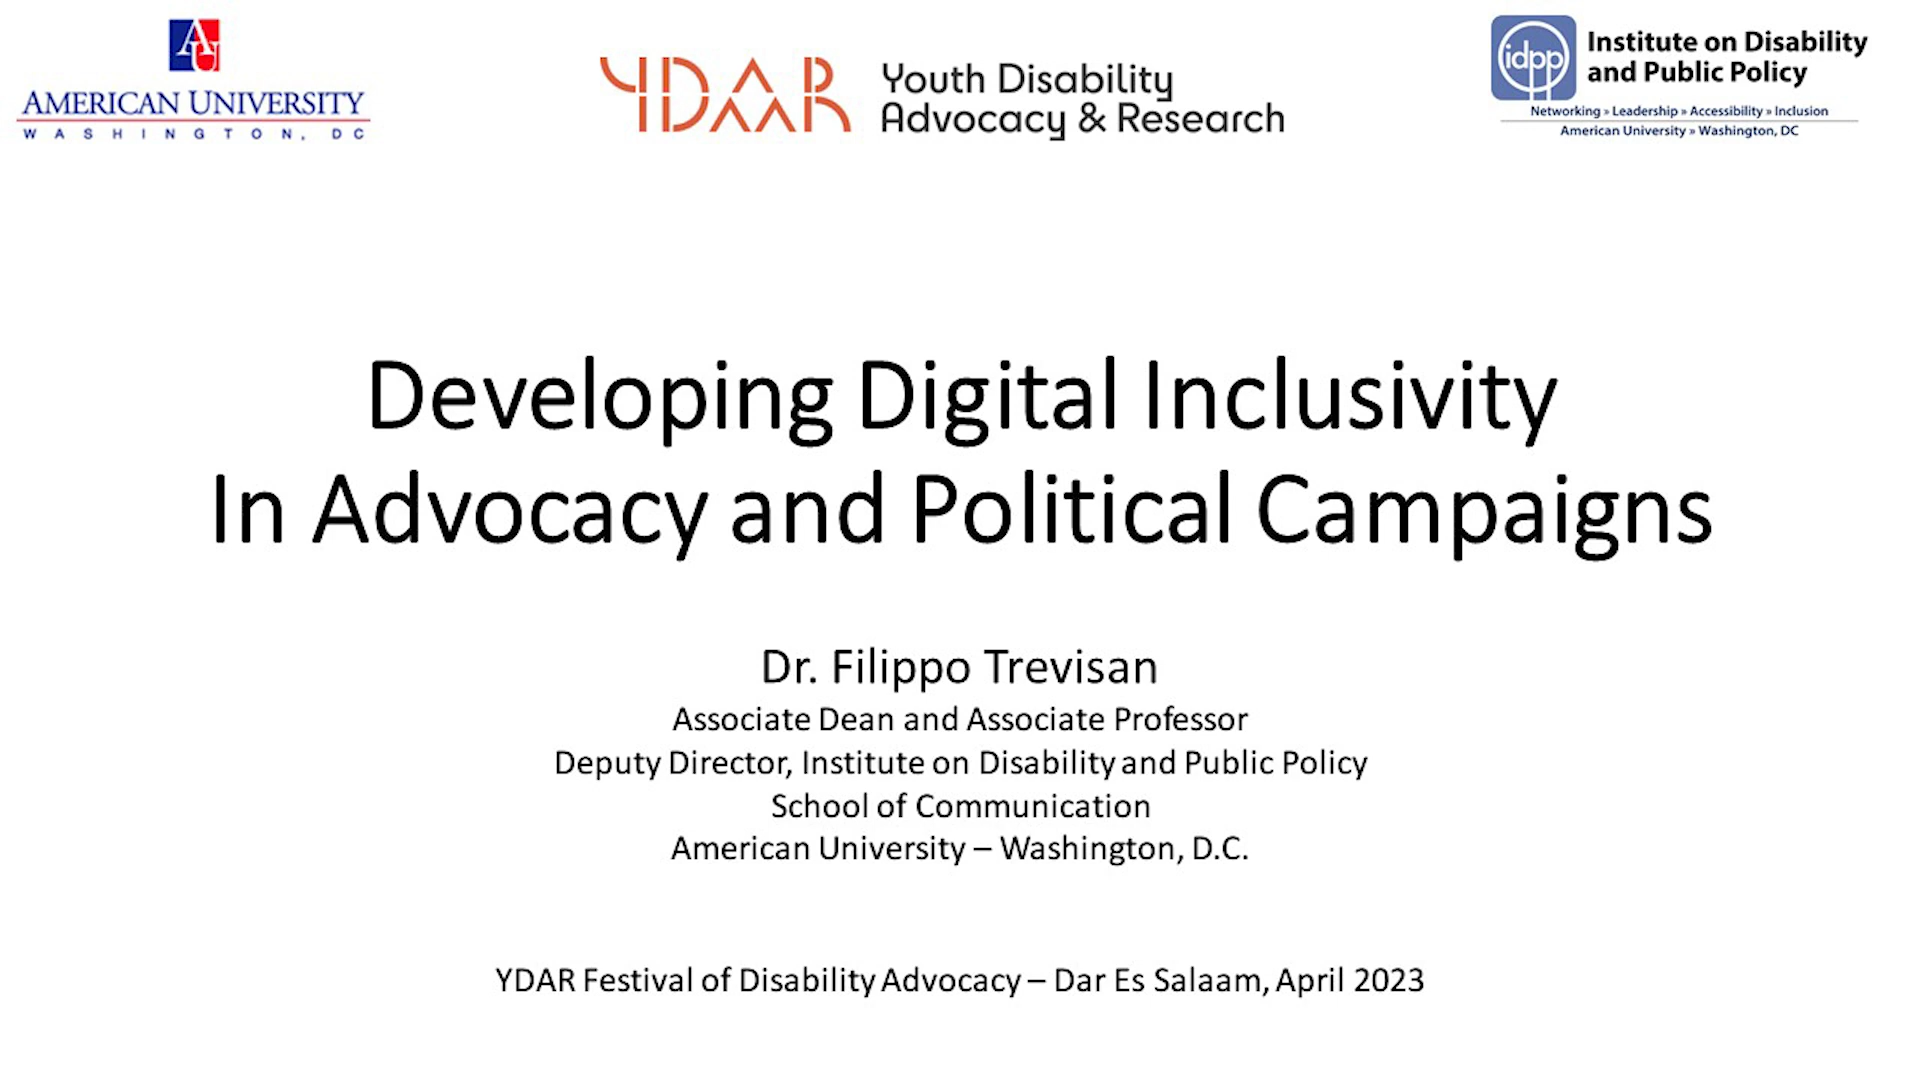 AU
AMERICAN UNIVERSITY
WASHINGTON, DC
YDAR
Youth Disability
Advocacy & Research
idpp
Institute on Disability
and Public Policy
Networking » Leadership » Accessibility » Inclusion
American University » Washington, DC
Developing Digital Inclusivity
In Advocacy and Political Campaigns
Dr. Filippo Trevisan
Associate Dean and Associate Professor
Deputy Director, Institute on Disability and Public Policy
School of Communication
American University – Washington, D.C.
YDAR Festival of Disability Advocacy – Dar Es Salaam, April 2023